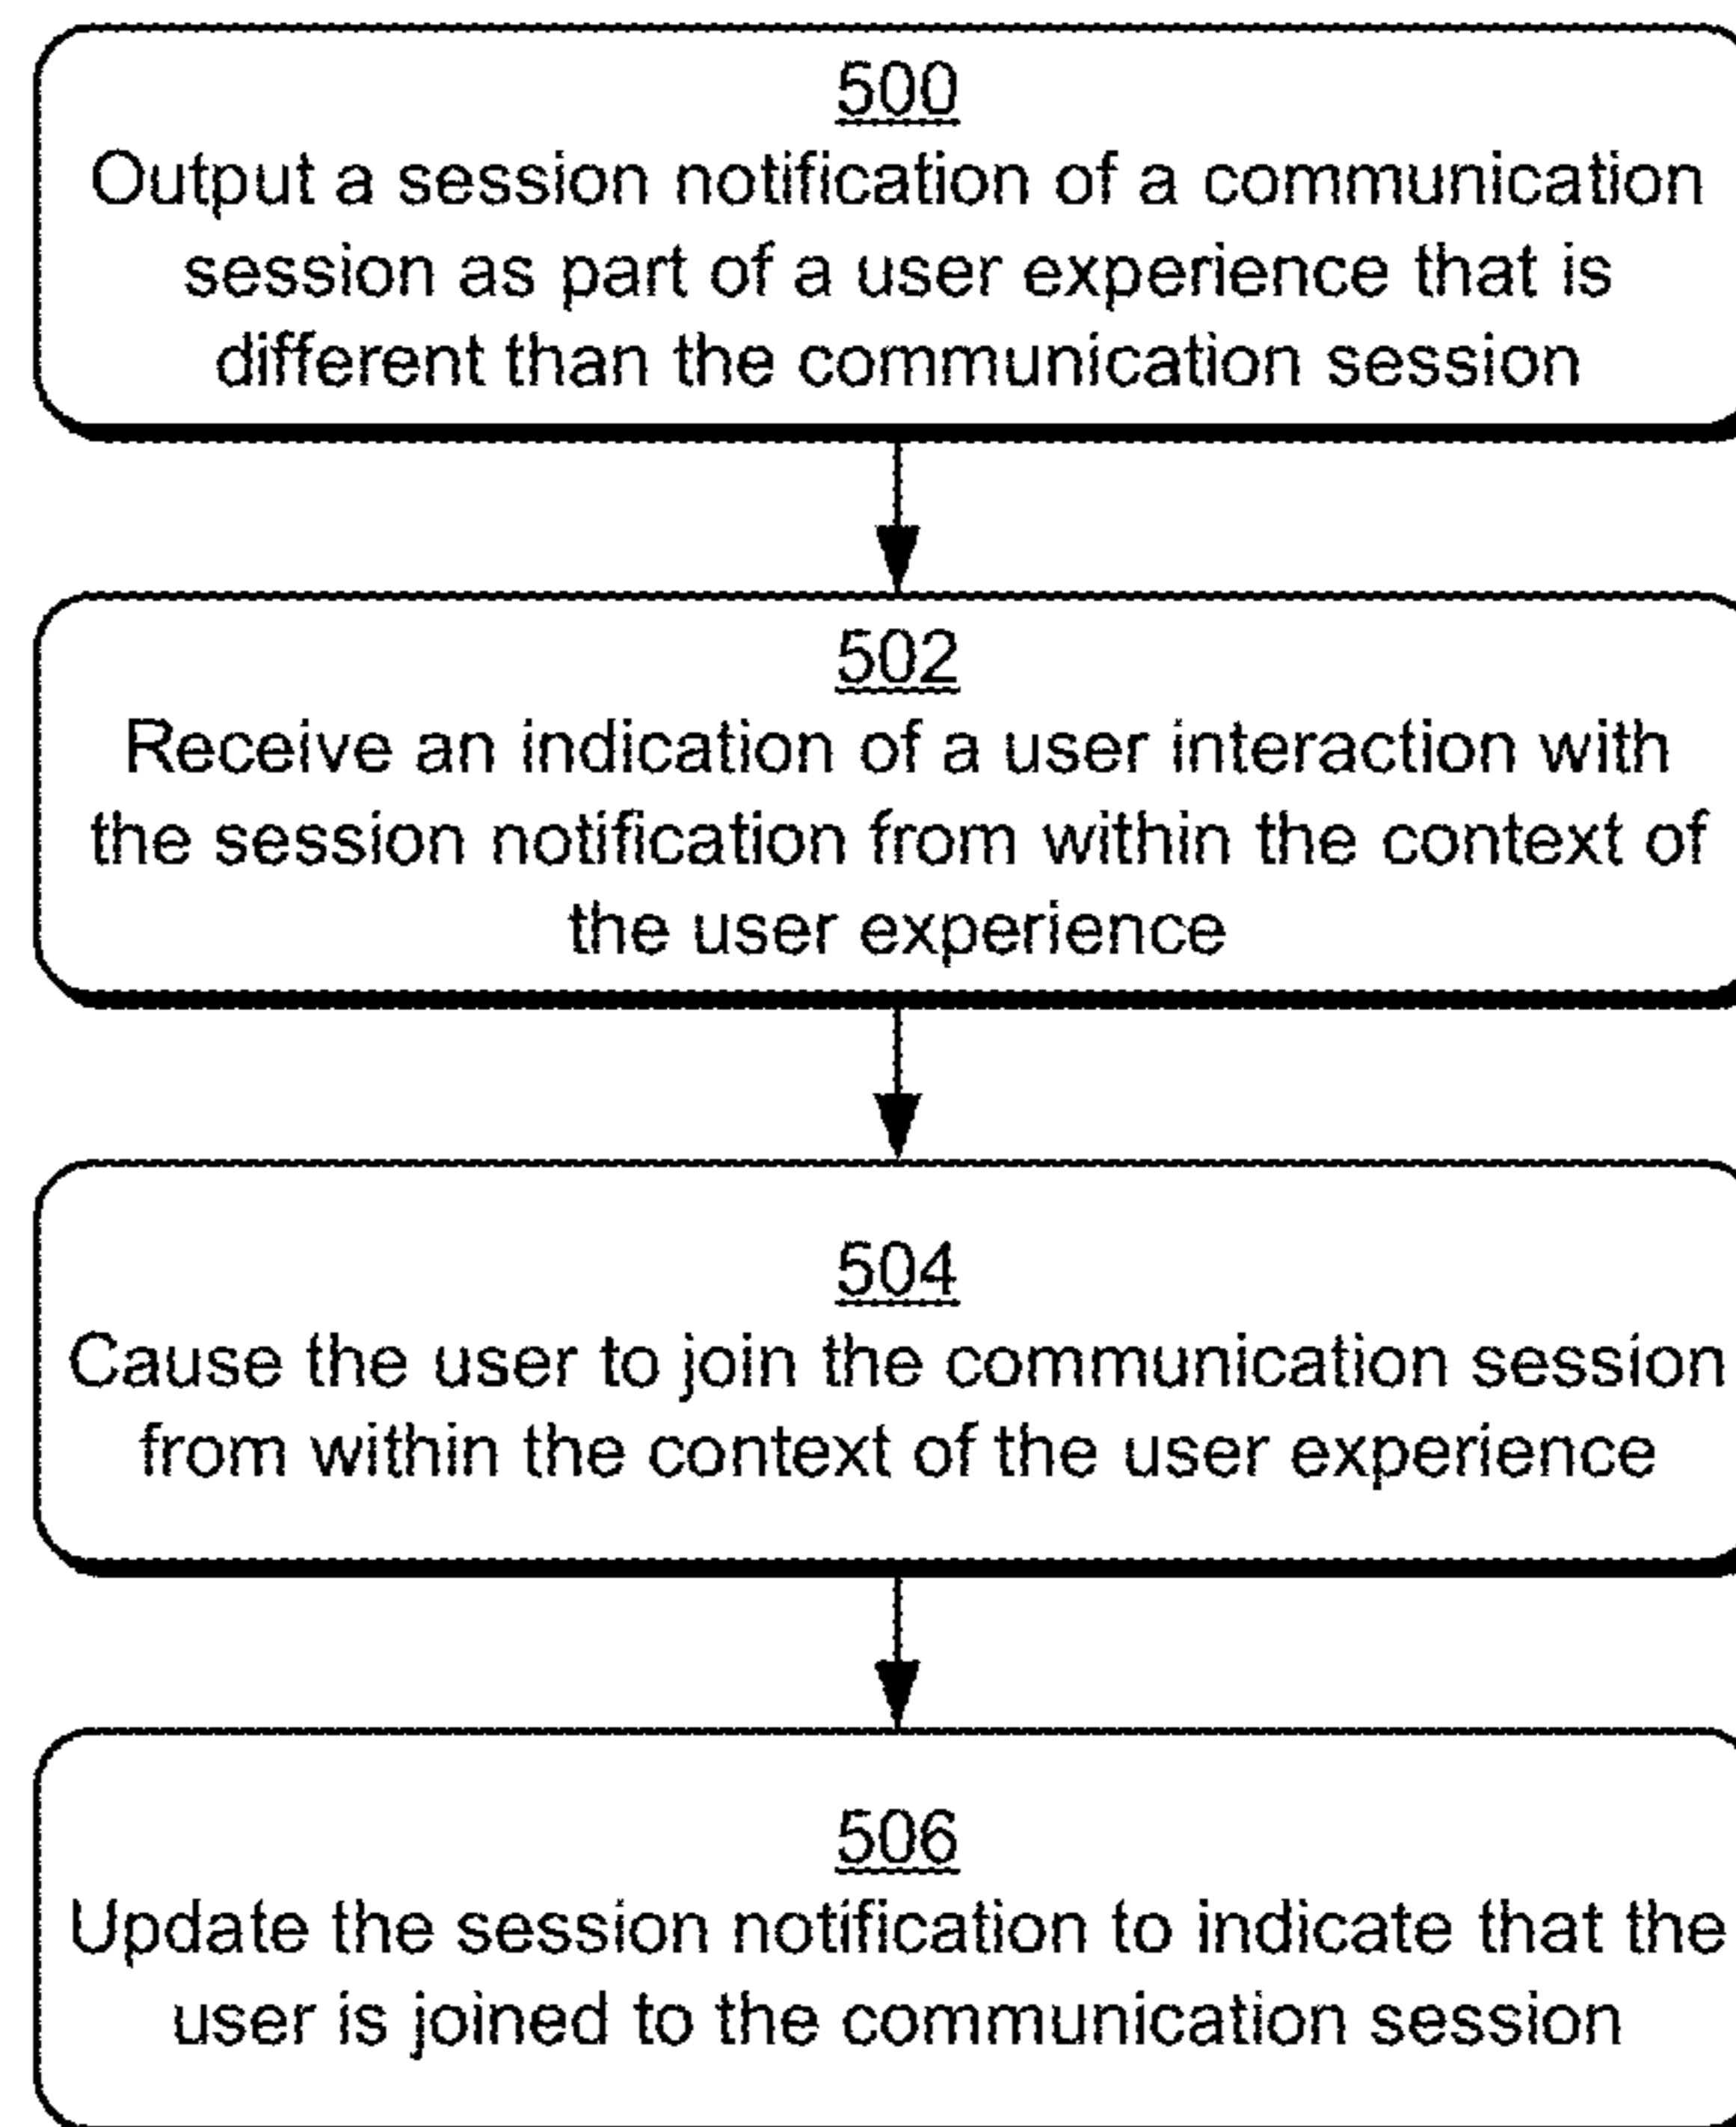 500
Output a session notification of a communication
session as part of a user experience that is
different than the communication session
502
Receive an indication of a user interaction with
the session notification from within the context of
the user experience
504
Cause the user to join the communication session
from within the context of the user experience
506
Update the session notification to indicate that the
user is joined to the communication session